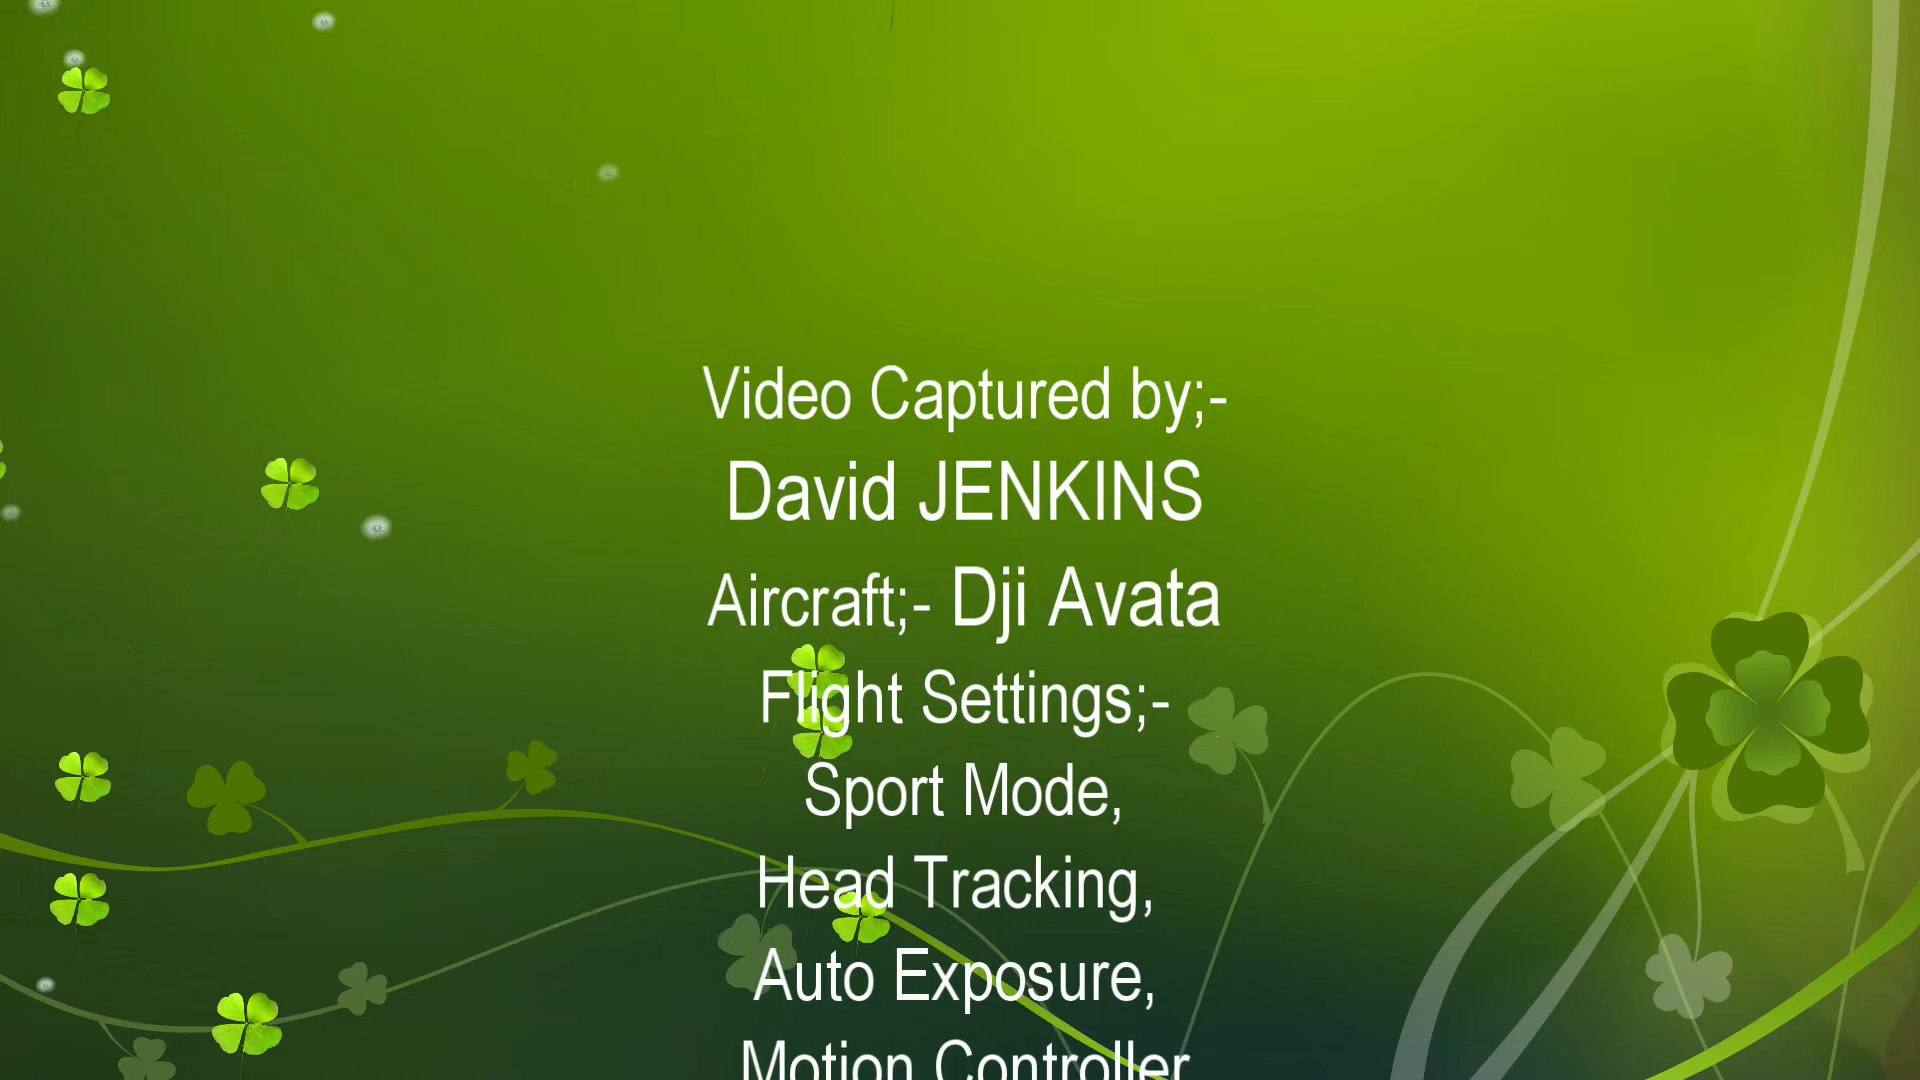 Video Captured by;-
David JENKINS
Aircraft;- Dji Avata
Flight Settings;-
Sport Mode,
Head Tracking,
Auto Exposure,
Motion Controller